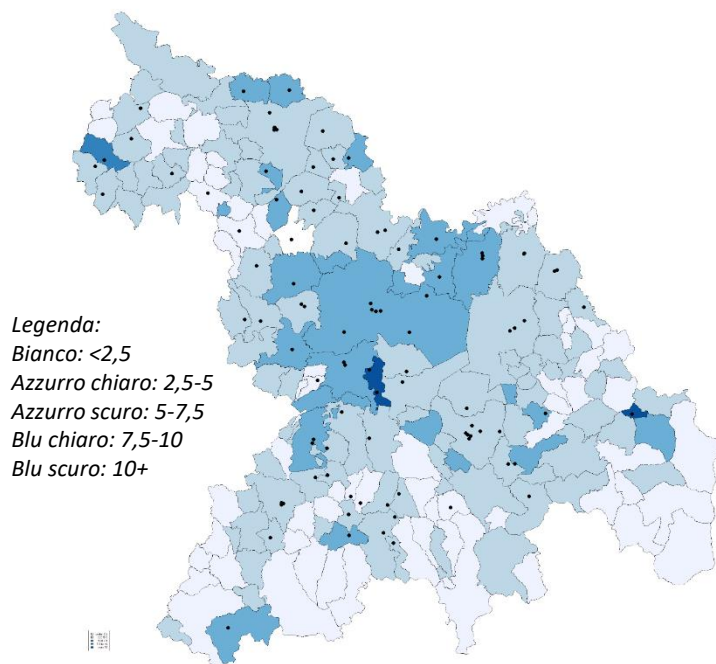 Legenda:
Bianco: <2,5
Azzurro chiaro: 2,5-5
Azzurro scuro: 5-7,5
Blu chiaro: 7,5-10
Blu scuro: 10+